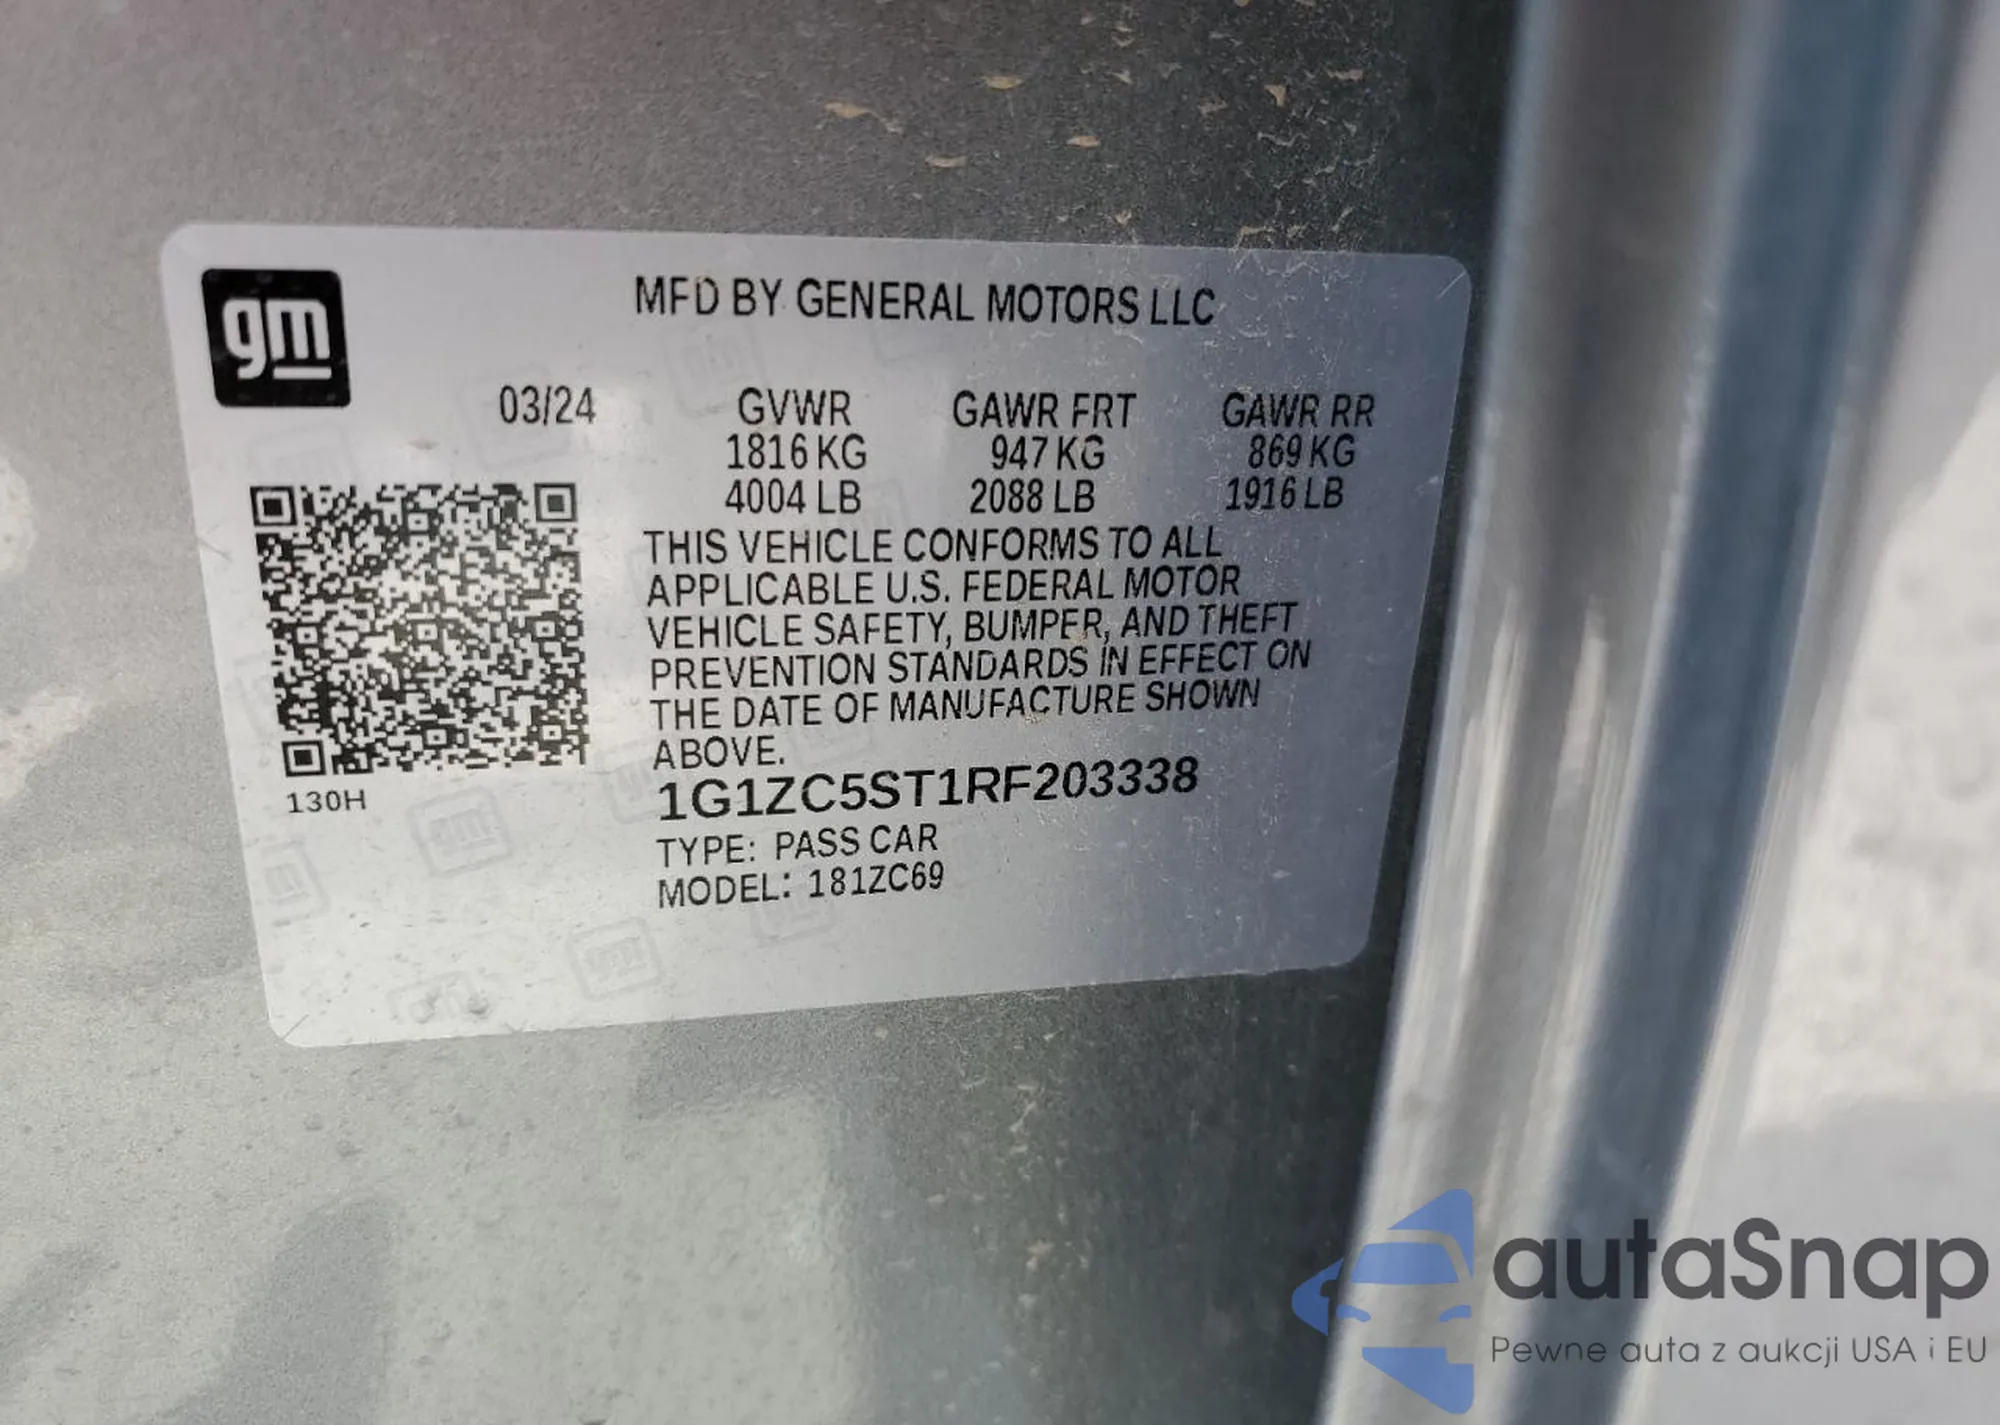 gm
MFD BY GENERAL MOTORS LLC
03/24 GVWR GAWR FRT GAWR RR
1816 KG 947 KG 869 KG
4004 LB 2088 LB 1916 LB
THIS VEHICLE CONFORMS TO ALL
APPLICABLE U.S. FEDERAL MOTOR
VEHICLE SAFETY, BUMPER, AND THEFT
PREVENTION STANDARDS IN EFFECT ON
THE DATE OF MANUFACTURE SHOWN
ABOVE.
130H
1G1ZC5ST1RF203338
TYPE: PASS CAR
MODEL: 181ZC69
autaSnap
Pewne auta z aukcji USA i EU